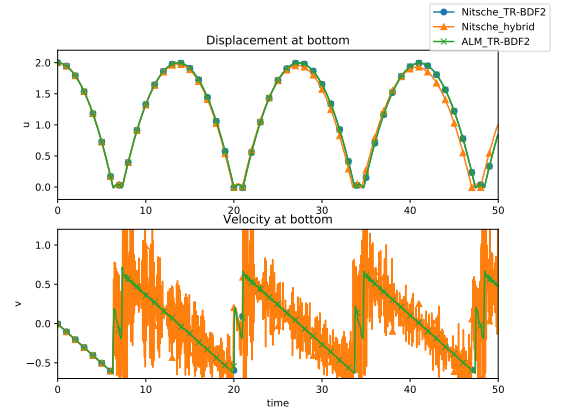 Nitsche_TR-BDF2
Nitsche_hybrid
ALM_TR-BDF2
Displacement at bottom
2.0
1.5
1.0
0.5
0.0
u
0 10 20 30 40 50
Velocity at bottom
1.0
0.5
0.0
−0.5
v
0 10 20 30 40 50
time